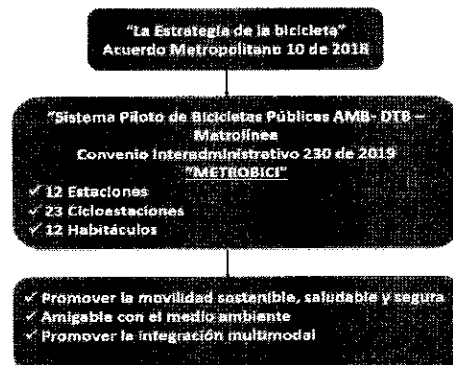 "La Estrategia de la bicicleta"
Acuerdo Metropolitano 10 de 2018
"Sistema Piloto de Bicicletas Públicas AMB- DTB –
Metrolínea
Convenio Interadministrativo 230 de 2019
"METROBICI"
✓ 12 Estaciones
✓ 23 Cicloestaciones
✓ 12 Habitáculos
✓ Promover la movilidad sostenible, saludable y segura
✓ Amigable con el medio ambiente
✓ Promover la integración multimodal